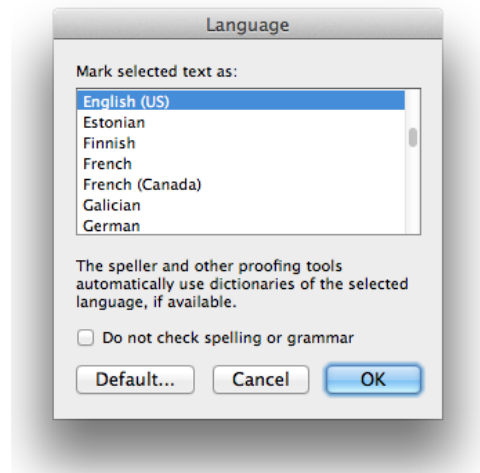 Language
Mark selected text as:
English (US)
Estonian
Finnish
French
French (Canada)
Galician
German
The speller and other proofing tools
automatically use dictionaries of the selected
language, if available.
Do not check spelling or grammar
Default... Cancel OK